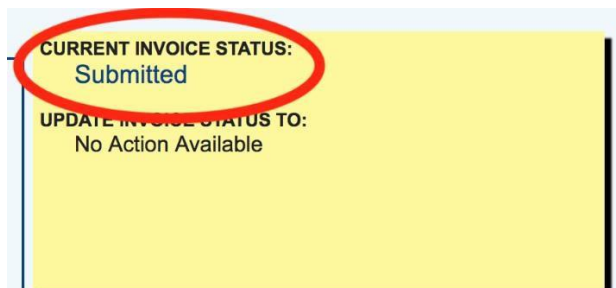 CURRENT INVOICE STATUS:
Submitted
UPDATE INVOICE STATUS TO:
No Action Available